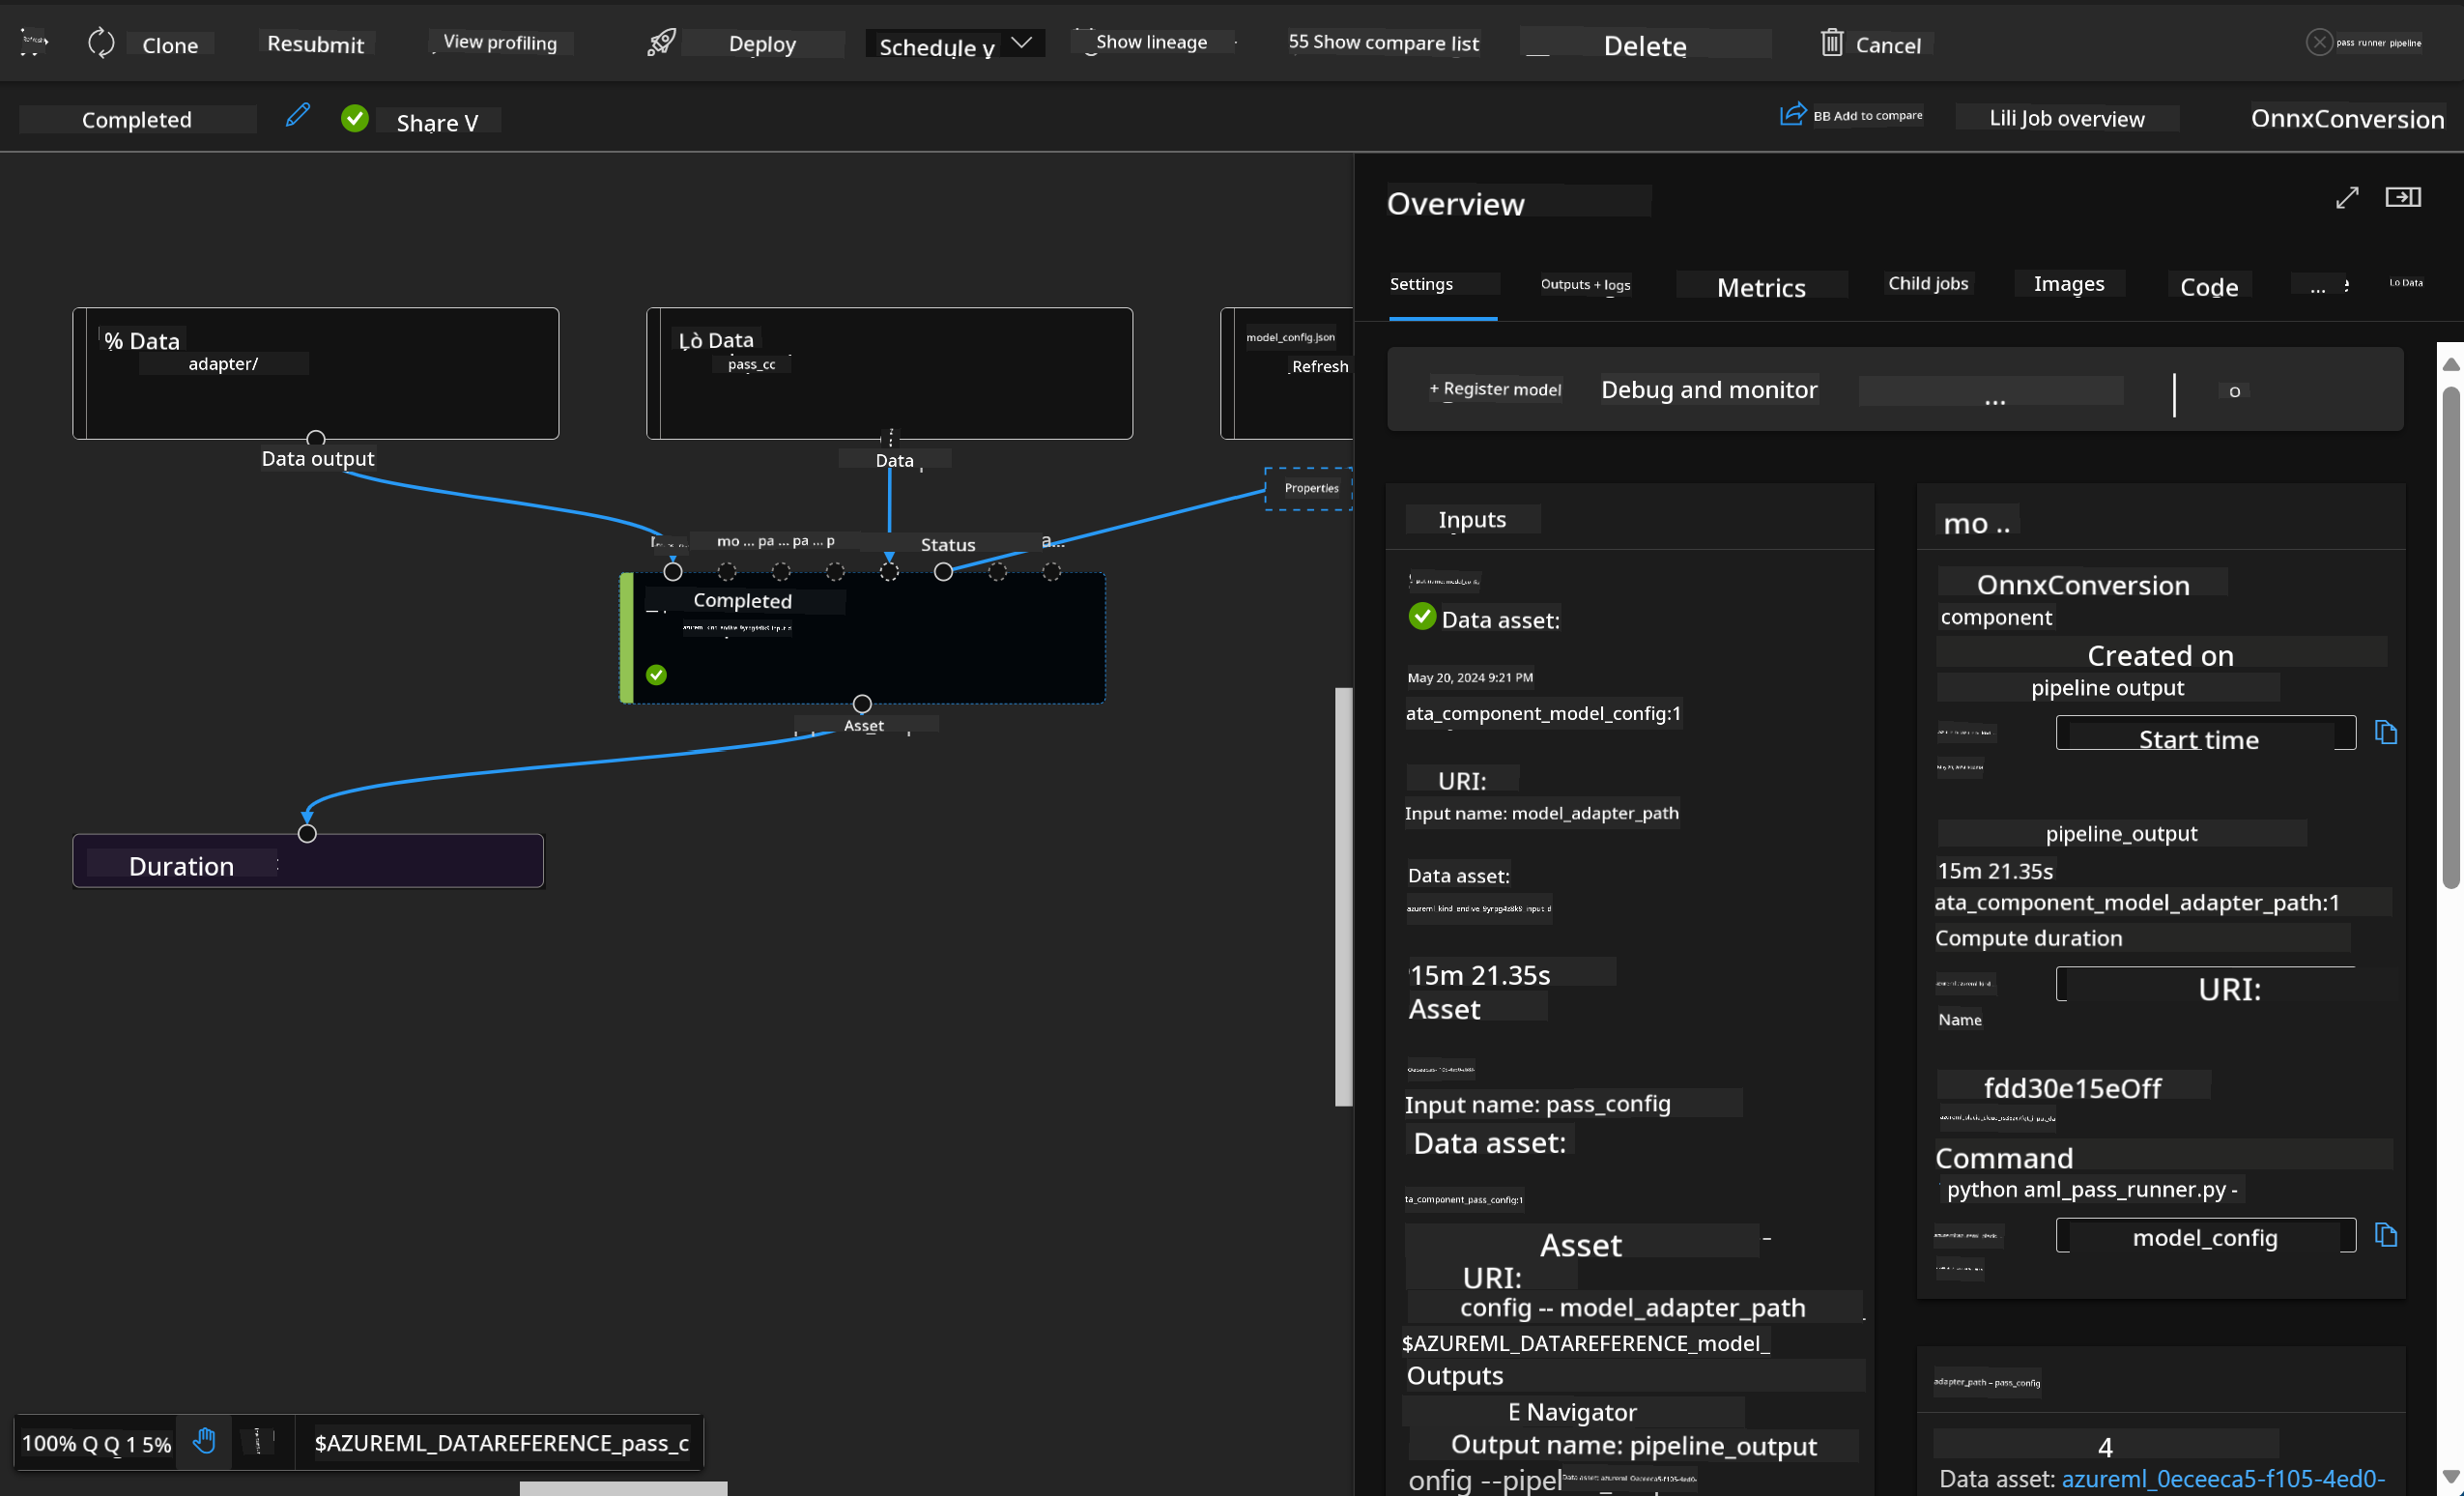 Clone
Resubmit
View profiling
Deploy
Schedule y
Show lineage
55 Show compare list
Delete
Cancel
pass runner pipeline
Completed
Share V
BB Add to compare
Lili Job overview
OnnxConversion
Overview
Settings
Outputs + logs
Metrics
Child jobs
Images
Code
...
Lo Data
% Data
adapter/
Data output
Lò Data
pass_cc
Data
model_config.json
Refresh
Properties
mo ... pa ... pa ... p
Status
a...
Completed
Asset
Duration
+ Register model
Debug and monitor
...
O
Inputs
Data asset:
May 20, 2024 9:21 PM
ata_component_model_config:1
URI:
Input name: model_adapter_path
Data asset:
15m 21.35s
Asset
Input name: pass_config
Data asset:
ta_component_pass_config:1
Asset
URI:
config -- model_adapter_path
$AZUREML_DATAREFERENCE_model_
Outputs
E Navigator
Output name: pipeline_output
onfig --pipel
mo ..
OnnxConversion
component
Created on
pipeline output
Start time
pipeline_output
15m 21.35s
ata_component_model_adapter_path:1
Compute duration
URI:
Name
fdd30e15eOff
Command
python aml_pass_runner.py -
model_config
adapter_path – pass_config
4
Data asset: azureml_0eceeca5-f105-4ed0-
100% Q Q 1 5%
$AZUREML_DATAREFERENCE_pass_c